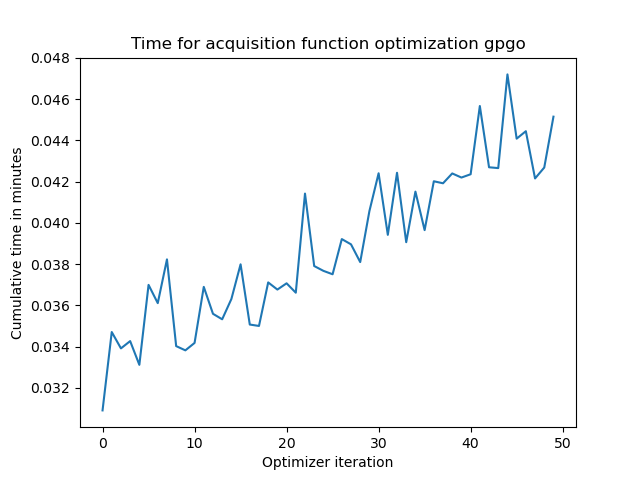 Time for acquisition function optimization gpgo
0.048
0.046
0.044
0.042
0.040
0.038
0.036
0.034
0.032
Cumulative time in minutes
0 10 20 30 40 50
Optimizer iteration